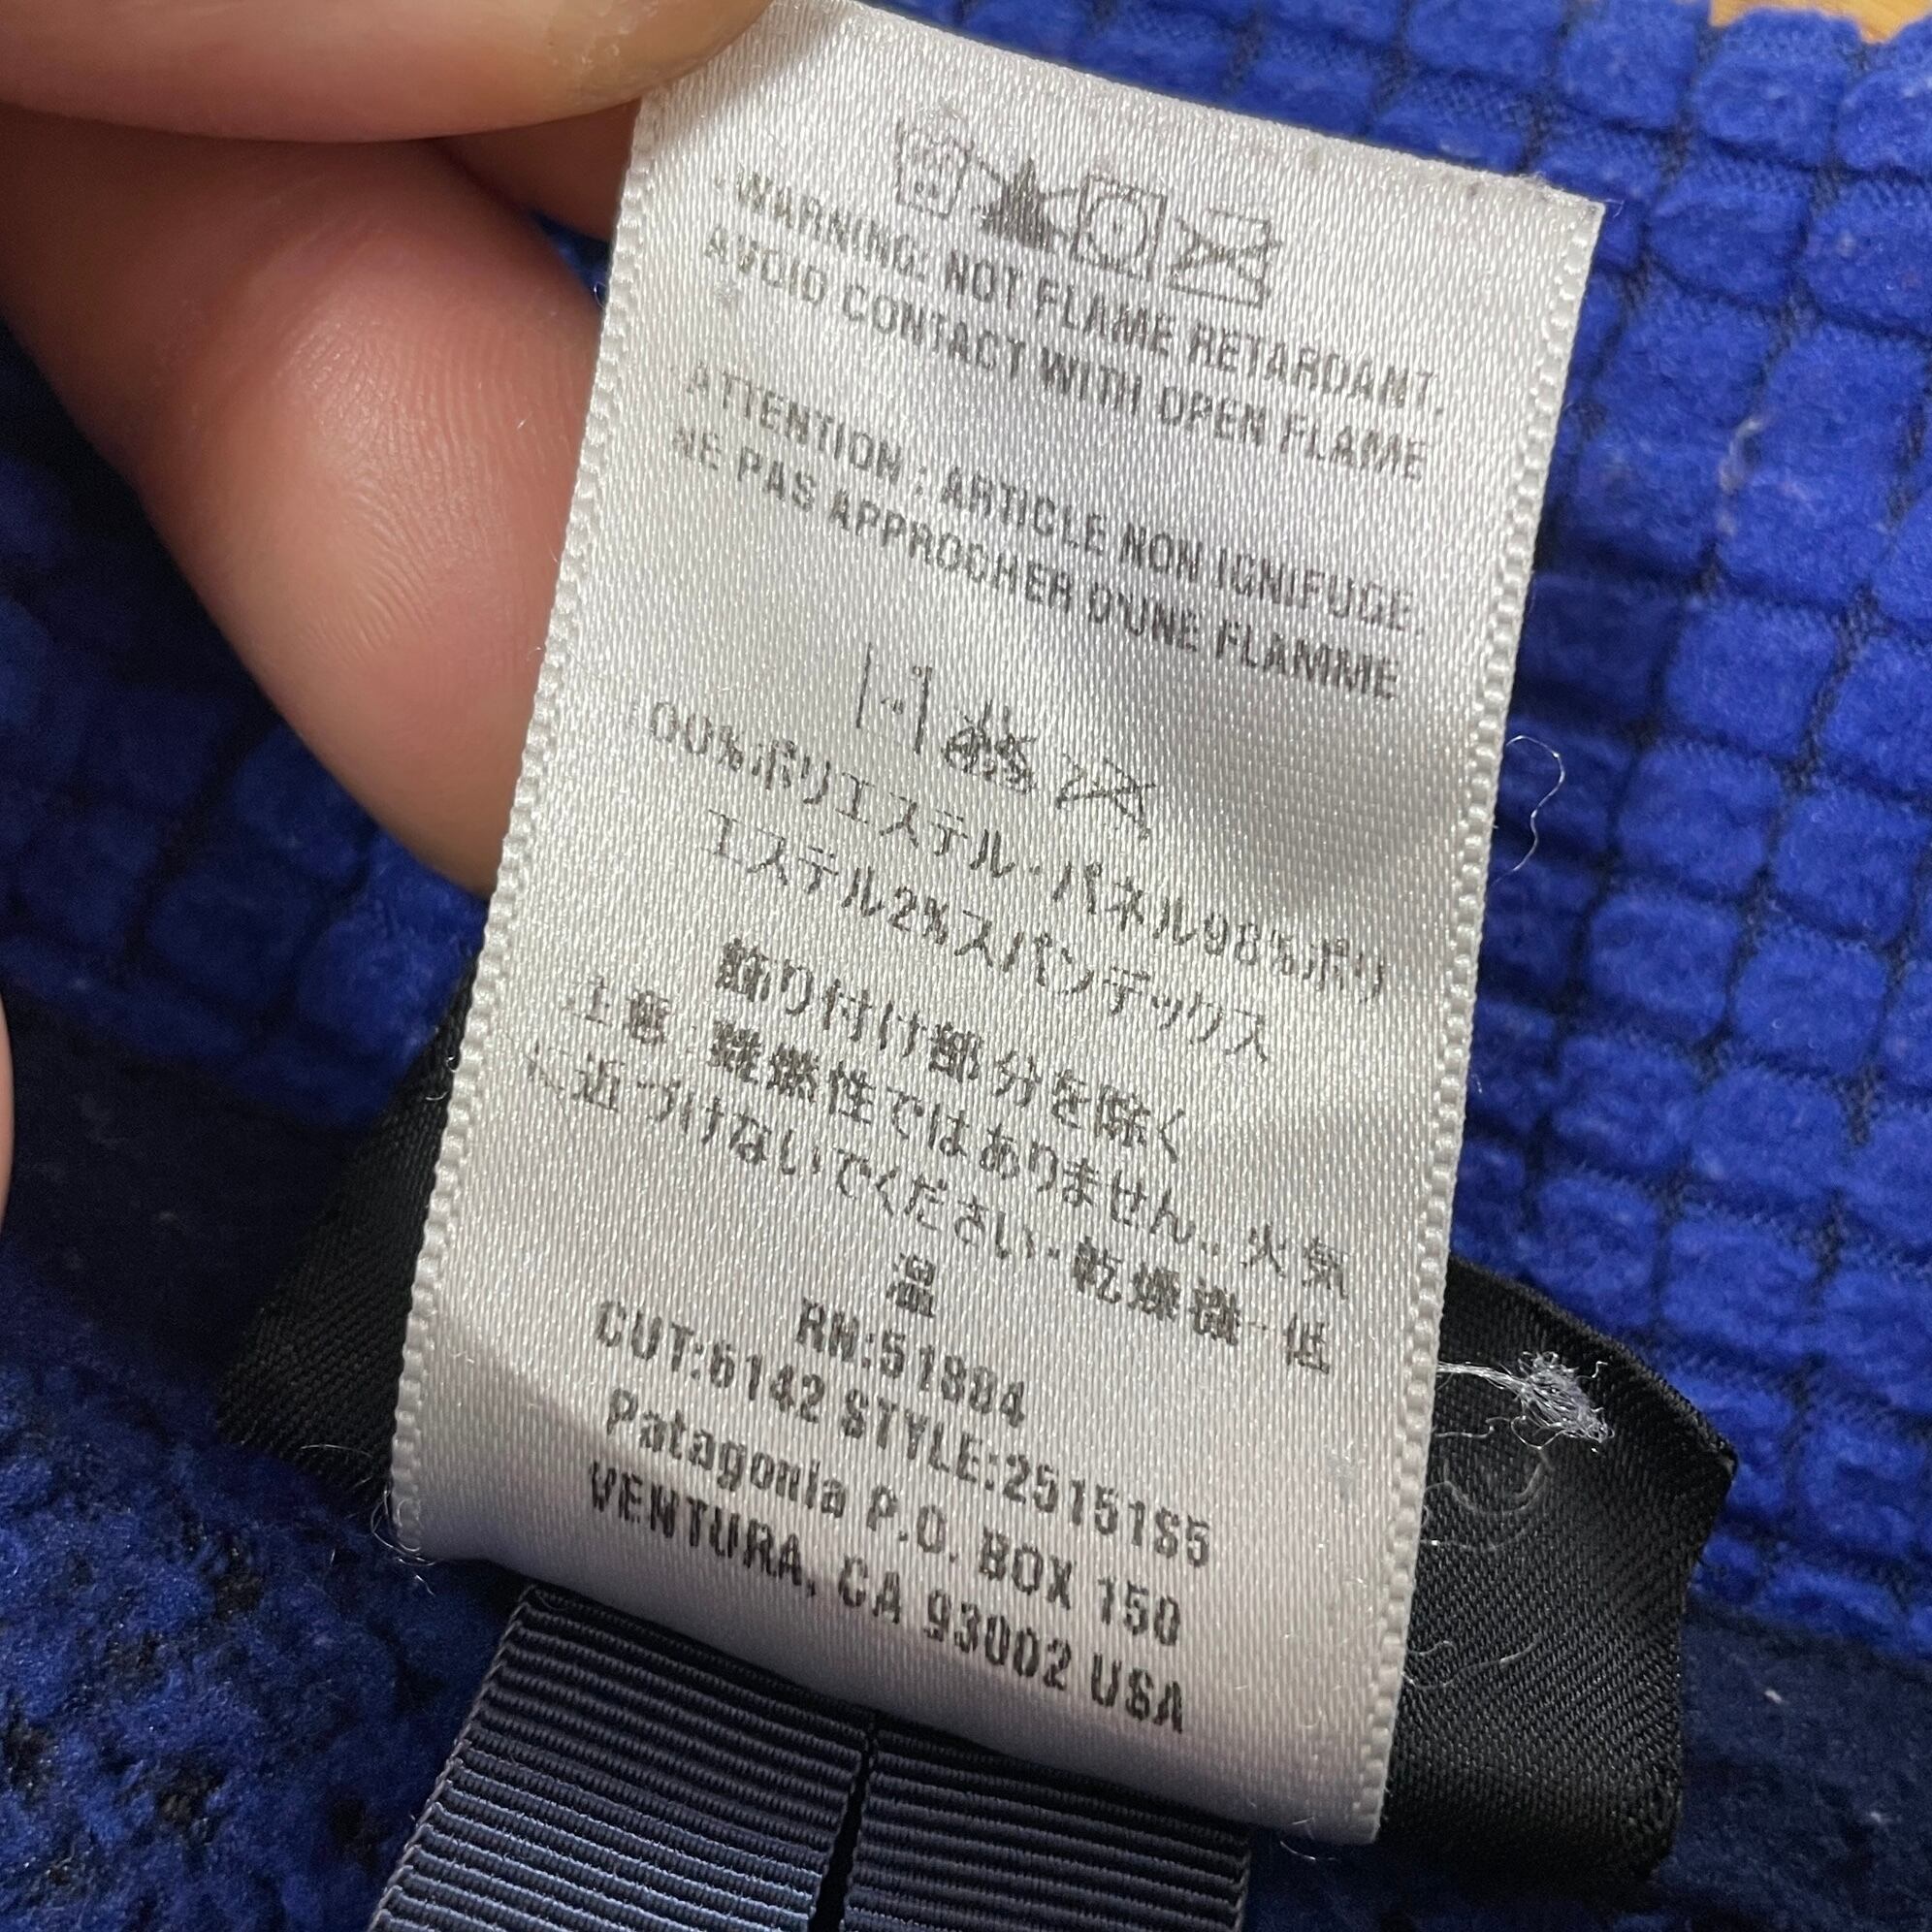 WARNING: NOT FLAME RETARDANT.
AVOID CONTACT WITH OPEN FLAME
ATTENTION : ARTICLE NON IGNIFUGE.
NE PAS APPROCHER D'UNE FLAMME
100%ポリエステル・パネル98%ポリ
エステル2%スパンデックス
飾り付け部分を除く
注意:難燃性ではありません。火気
に近づけないでください・乾燥機-低
温
RN:51884
CUT:5142 STYLE:25151S5
Patagonia P.O. BOX 150
VENTURA, CA 93002 USA